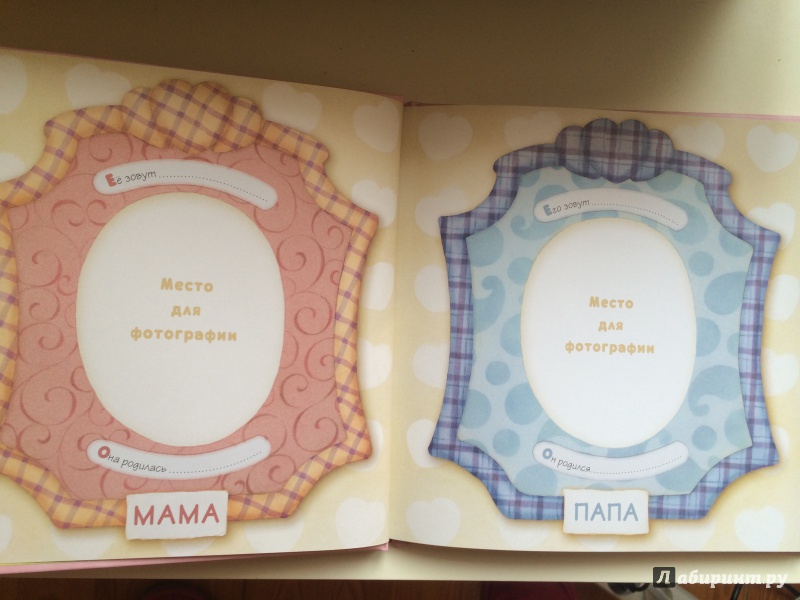 Её зовут
Место
для
фотографии
Она родилась
МАМА
Его зовут
Место
для
фотографии
Он родился
ПАПА
Лабиринт.ру